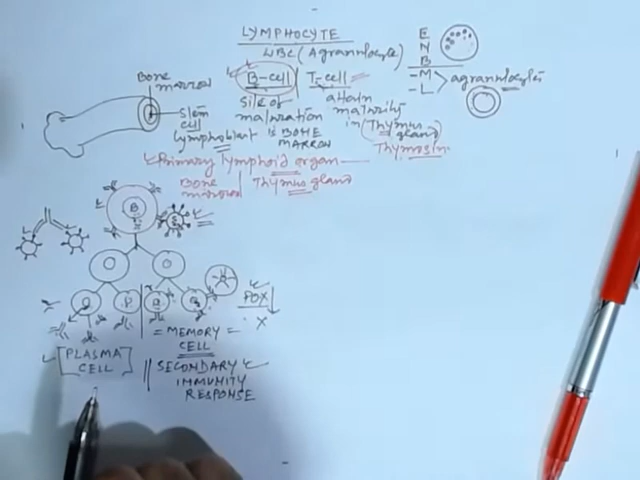 LYMPHOCYTE
WBC (Agranulocyte)
E
N
B
-M
-L
agranulocytes
B-cell | T-cell
Site of
maturation
is BONE
MARROW
attain
maturity
in (Thymus
gland)
Thymosin
Bone
marrow
Stem
cell
lymphoblast
Primary lymphoid organ
Bone
marrow | Thymus gland
B
POX
X
= MEMORY =
CELL
PLASMA
CELL
SECONDARY
IMMUNITY
RESPONSE